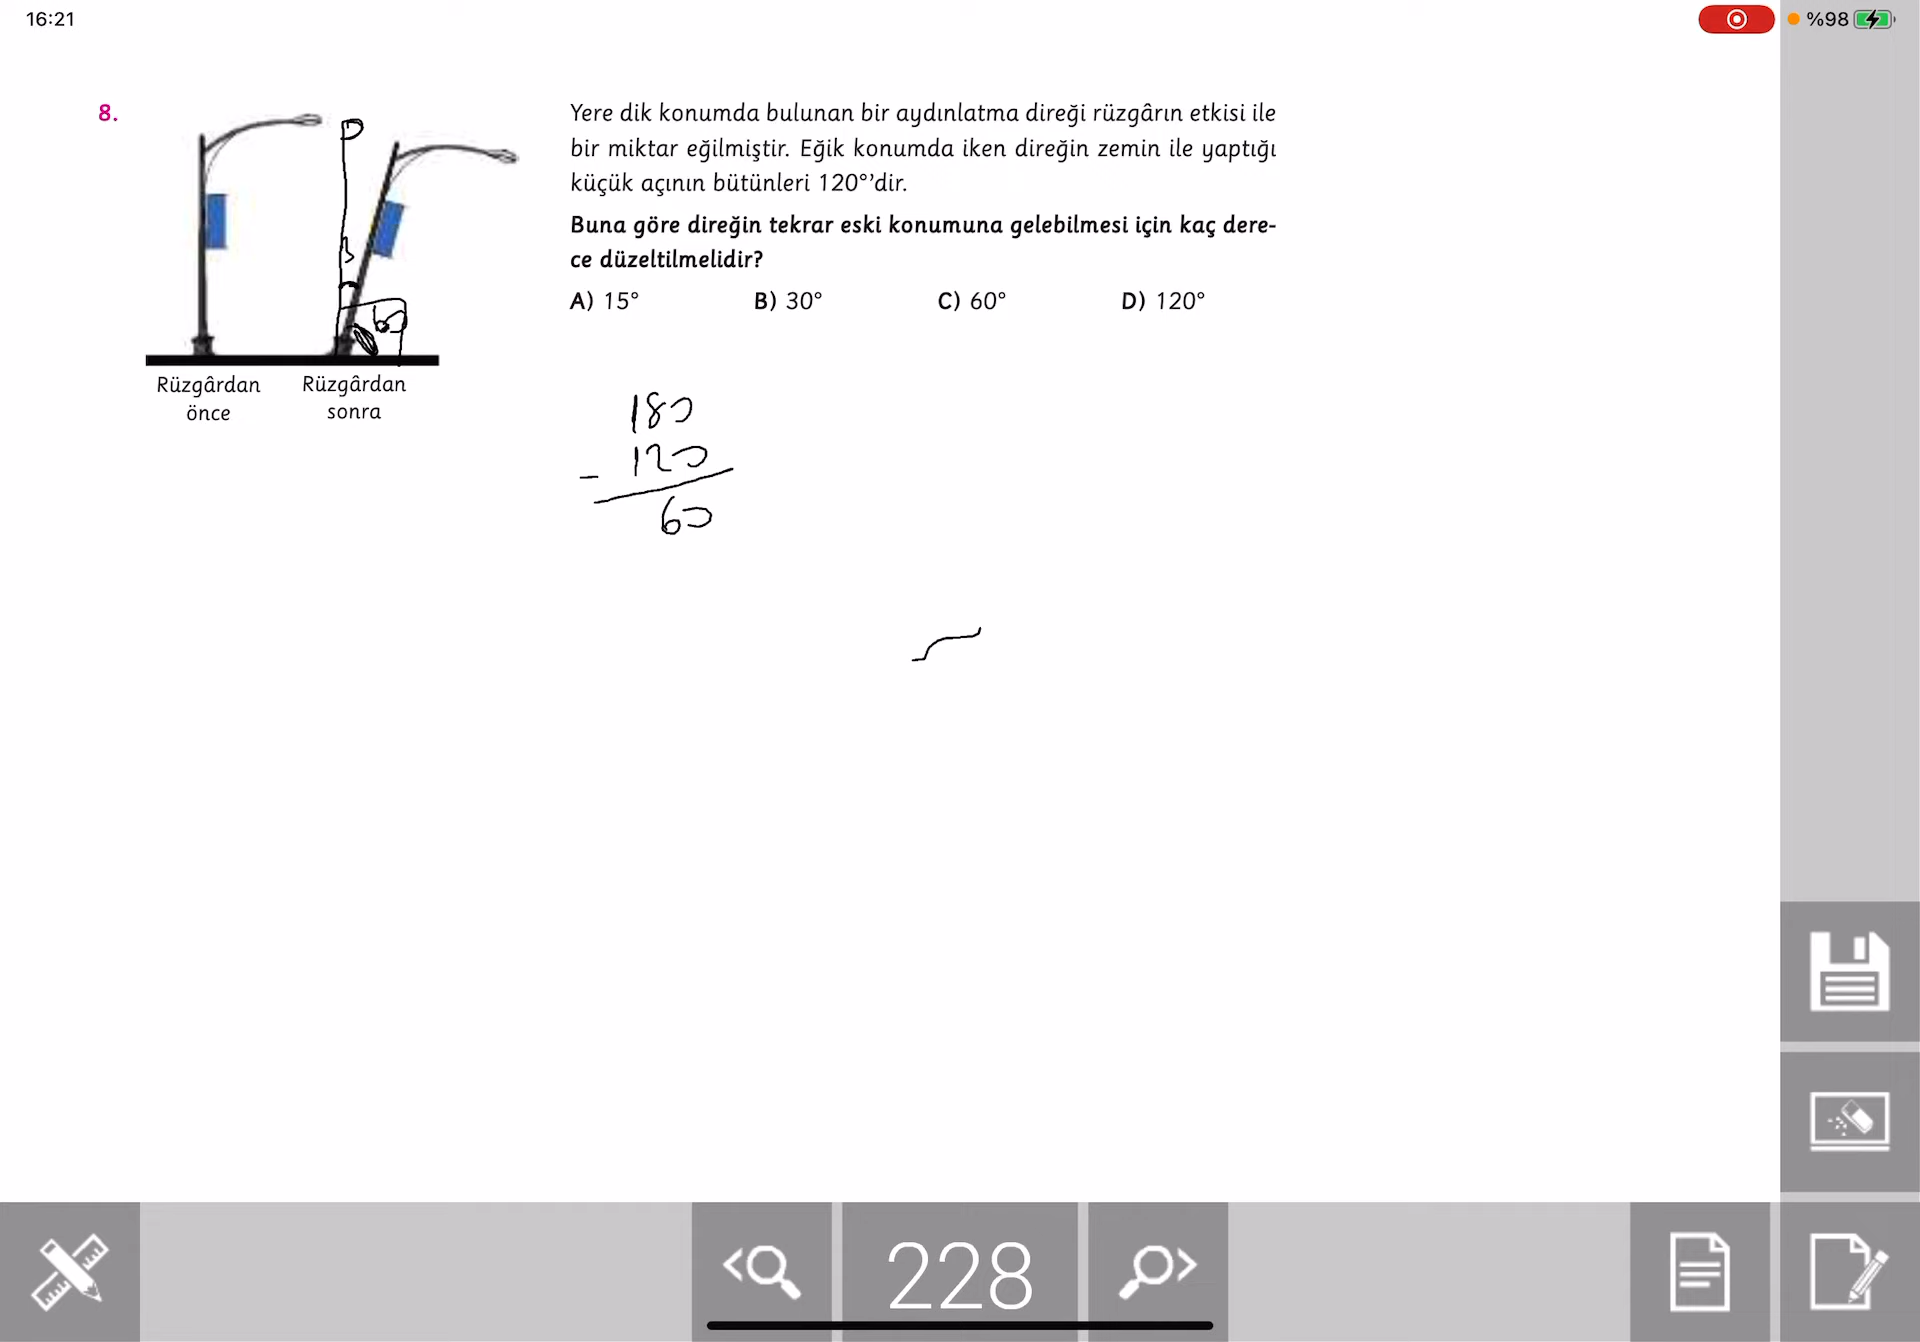 16:21
%98
8.
Yere dik konumda bulunan bir aydınlatma direği rüzgârın etkisi ile
bir miktar eğilmiştir. Eğik konumda iken direğin zemin ile yaptığı
küçük açının bütünleri 120°’dir.
Buna göre direğin tekrar eski konumuna gelebilmesi için kaç dere-
ce düzeltilmelidir?
A) 15° B) 30° C) 60° D) 120°
Rüzgârdan önce
Rüzgârdan sonra
180
- 120
60
228